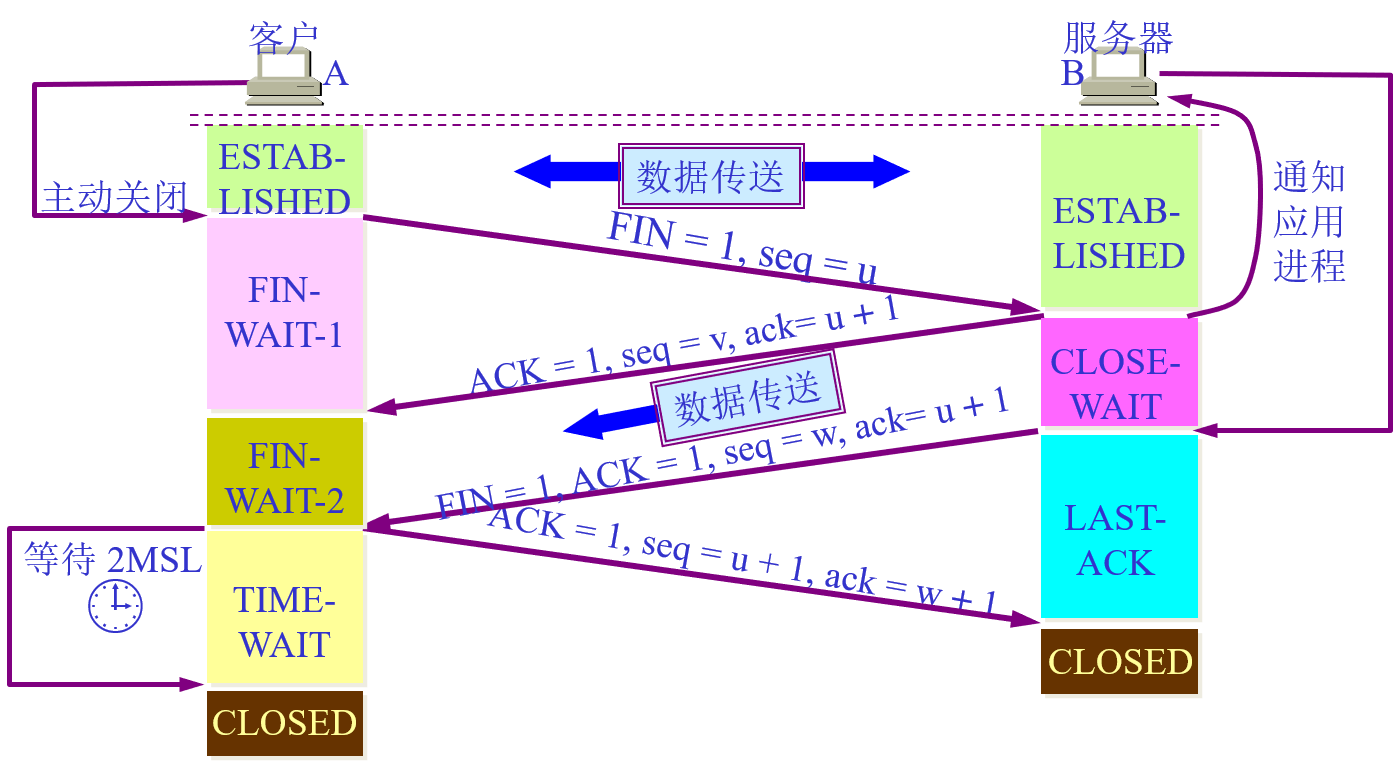 客户
A
服务器
B
ESTAB-
LISHED
数据传送
主动关闭
FIN = 1, seq = u
ESTAB-
LISHED
通知
应用
进程
FIN-
WAIT-1
ACK = 1, seq = v, ack= u + 1
CLOSE-
WAIT
数据传送
FIN-
WAIT-2
FIN = 1, ACK = 1, seq = w, ack= u + 1
ACK = 1, seq = u + 1, ack = w + 1
LAST-
ACK
等待 2MSL
TIME-
WAIT
CLOSED
CLOSED